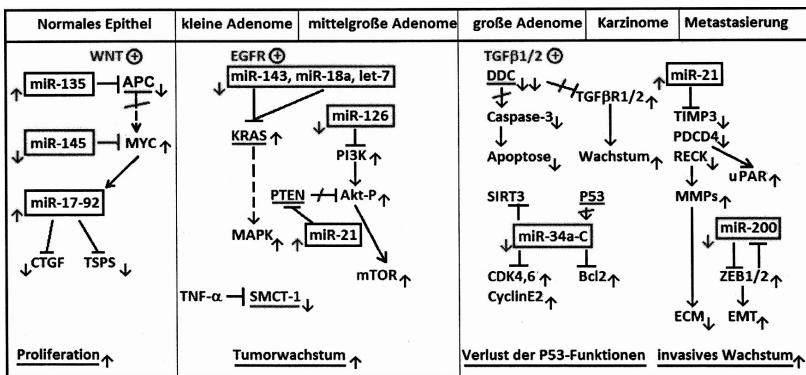 Normales Epithel
kleine Adenome
mittelgroße Adenome
große Adenome
Karzinome
Metastasierung
WNT +
miR-135
APC
miR-145
MYC
miR-17-92
CTGF
TSPS
Proliferation
EGFR +
miR-143, miR-18a, let-7
KRAS
miR-126
PI3K
PTEN
Akt-P
MAPK
miR-21
mTOR
TNF-α
SMCT-1
Tumorwachstum
TGFβ1/2 +
DDC
TGFβR1/2
Caspase-3
Apoptose
Wachstum
SIRT3
P53
miR-34a-C
CDK4,6
Bcl2
CyclinE2
Verlust der P53-Funktionen
miR-21
TIMP3
PDCD4
RECK
uPAR
MMPs
miR-200
ZEB1/2
ECM
EMT
invasives Wachstum